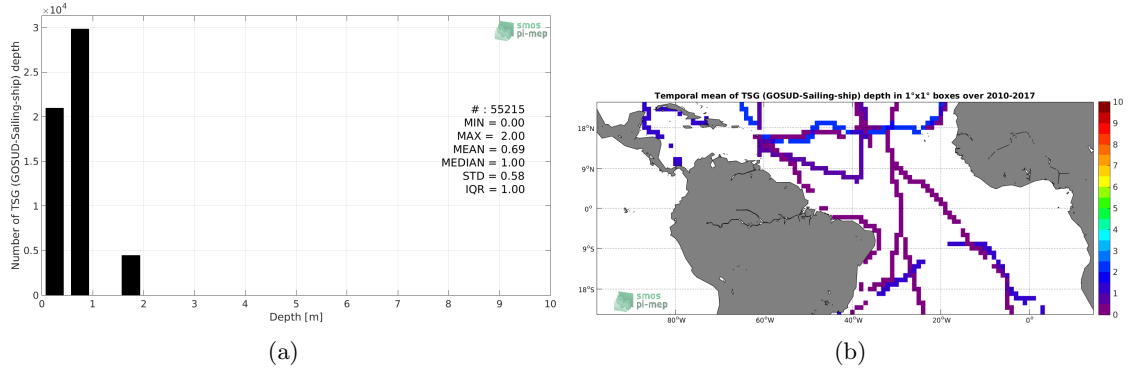 ×10⁴
3
2.5
2
1.5
1
0.5
0
Number of TSG (GOSUD-Sailing-ship) depth
0 1 2 3 4 5 6 7 8 9 10
Depth [m]
smos
pi-mep
# : 55215
MIN = 0.00
MAX = 2.00
MEAN = 0.69
MEDIAN = 1.00
STD = 0.58
IQR = 1.00
(a)
Temporal mean of TSG (GOSUD-Sailing-ship) depth in 1°x1° boxes over 2010-2017
18°N
9°N
0°
9°S
18°S
80°W 60°W 40°W 20°W 0°
smos
pi-mep
10
9
8
7
6
5
4
3
2
1
0
(b)